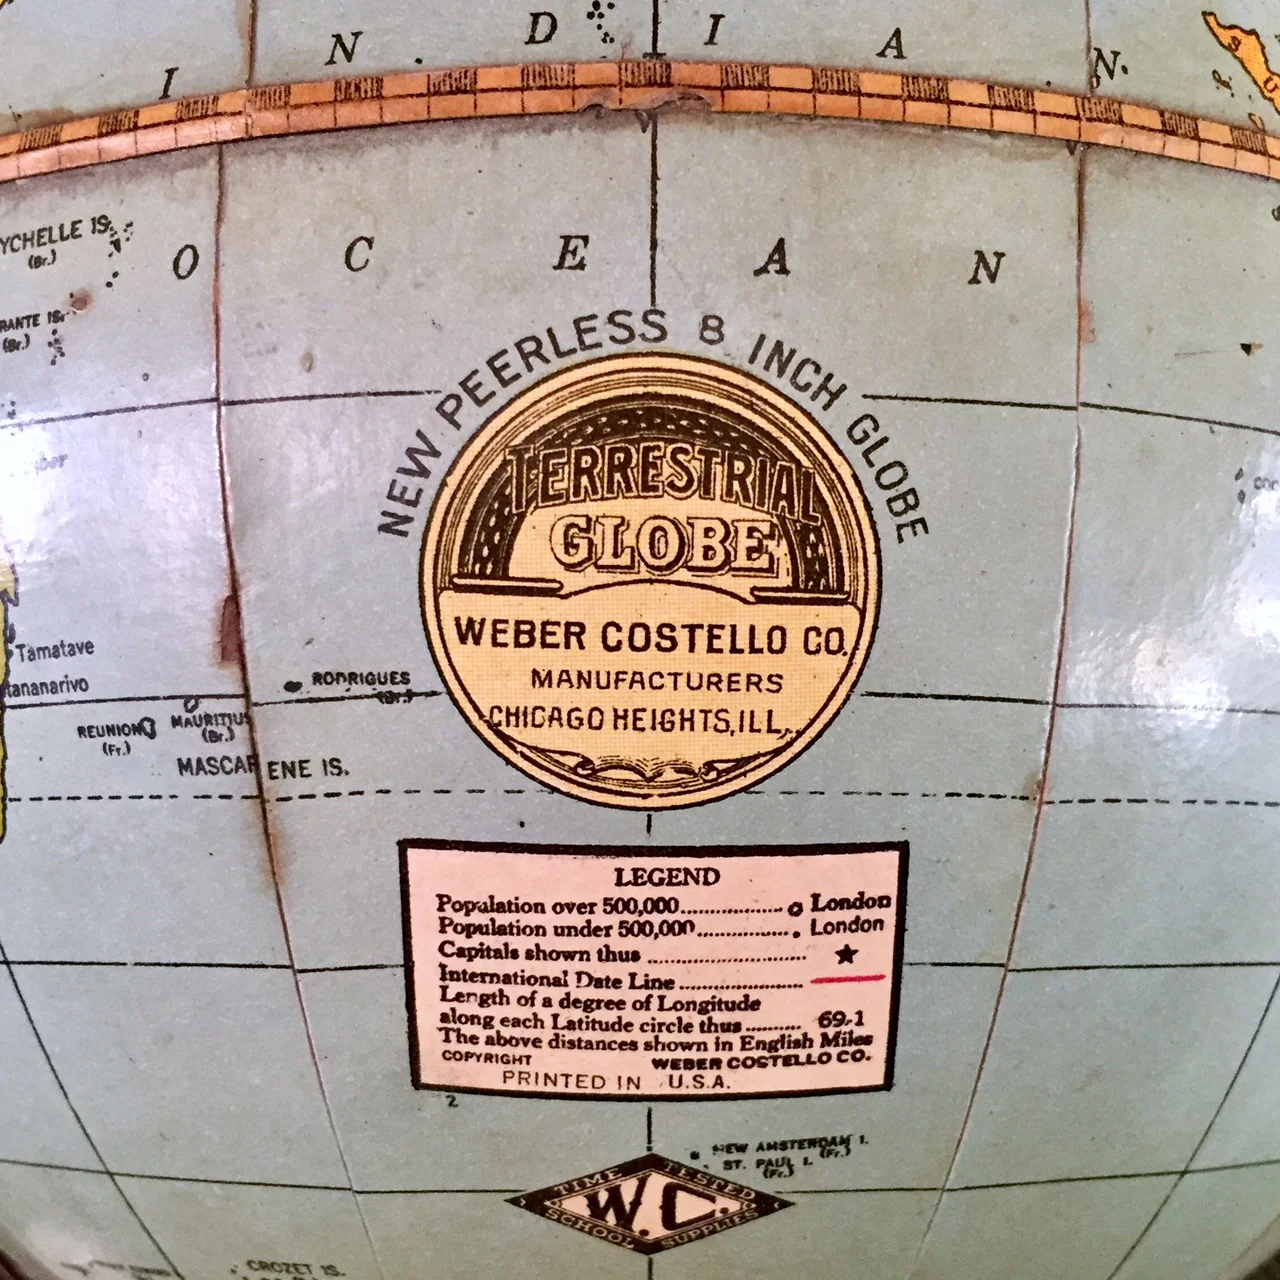 I N D I A N
O C E A N
(Br.)
(Br.)
NEW PEERLESS 8 INCH GLOBE
TERRESTRIAL
GLOBE
WEBER COSTELLO CO.
MANUFACTURERS
CHICAGO HEIGHTS, ILL.
Tamatave
RODRIGUES
(Br.)
REUNION
(Fr.)
MAURITIUS
(Br.)
MASCARENE IS.
LEGEND
Population over 500,000 London
Population under 500,000 London
Capitals shown thus ★
International Date Line
Length of a degree of Longitude
along each Latitude circle thus 69.1
The above distances shown in English Miles
COPYRIGHT WEBER COSTELLO CO.
PRINTED IN U.S.A.
2
NEW AMSTERDAM I.
(Fr.)
ST. PAUL I.
(Fr.)
TIME TESTED
W.C.
SCHOOL SUPPLIES
CROZET IS.